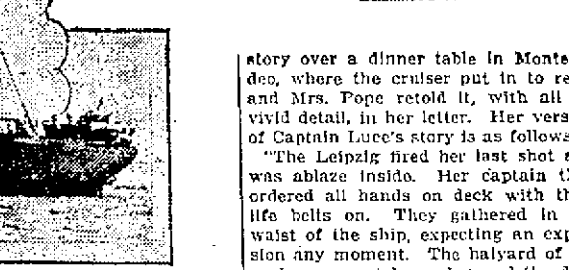 story over a dinner table in Monte
deo, where the cruiser put in to re
and Mrs. Pope retold it, with all
vivid detail, in her letter. Her vers
of Captain Luce's story is as follows
"The Leipzig fired her last shot a
was ablaze inside. Her captain th
ordered all hands on deck with th
life belts on. They gathered in
waist of the ship, expecting an exp
sion any moment. The halyard of